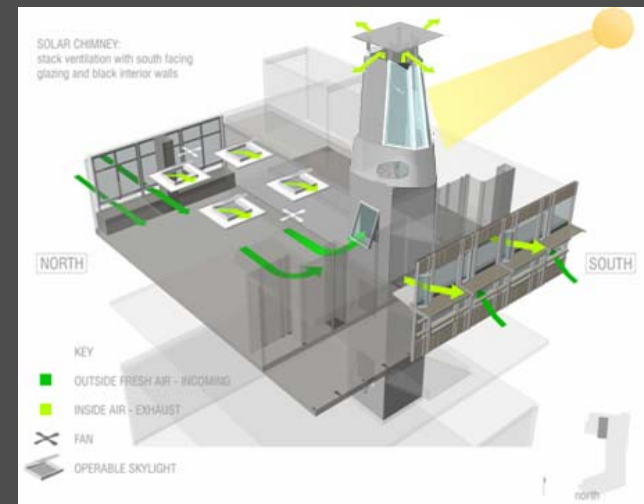 SOLAR CHIMNEY:
stack ventilation with south facing
glazing and black interior walls
NORTH
SOUTH
KEY
OUTSIDE FRESH AIR - INCOMING
INSIDE AIR - EXHAUST
FAN
OPERABLE SKYLIGHT
north